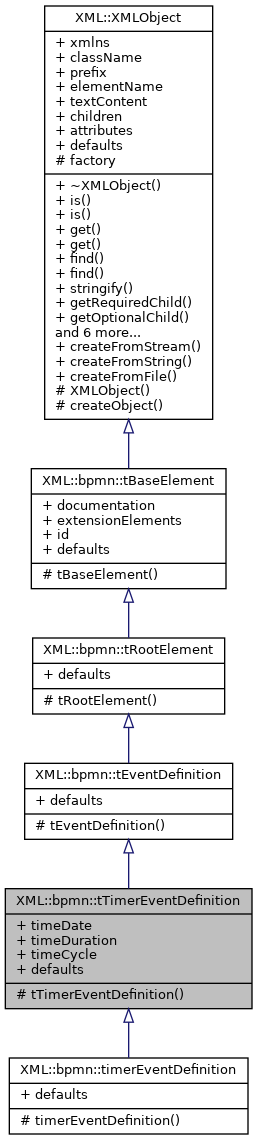 XML::XMLObject
+ xmlns
+ className
+ prefix
+ elementName
+ textContent
+ children
+ attributes
+ defaults
# factory
+ ~XMLObject()
+ is()
+ is()
+ get()
+ get()
+ find()
+ find()
+ stringify()
+ getRequiredChild()
+ getOptionalChild()
and 6 more...
+ createFromStream()
+ createFromString()
+ createFromFile()
# XMLObject()
# createObject()
XML::bpmn::tBaseElement
+ documentation
+ extensionElements
+ id
+ defaults
# tBaseElement()
XML::bpmn::tRootElement
+ defaults
# tRootElement()
XML::bpmn::tEventDefinition
+ defaults
# tEventDefinition()
XML::bpmn::tTimerEventDefinition
+ timeDate
+ timeDuration
+ timeCycle
+ defaults
# tTimerEventDefinition()
XML::bpmn::timerEventDefinition
+ defaults
# timerEventDefinition()